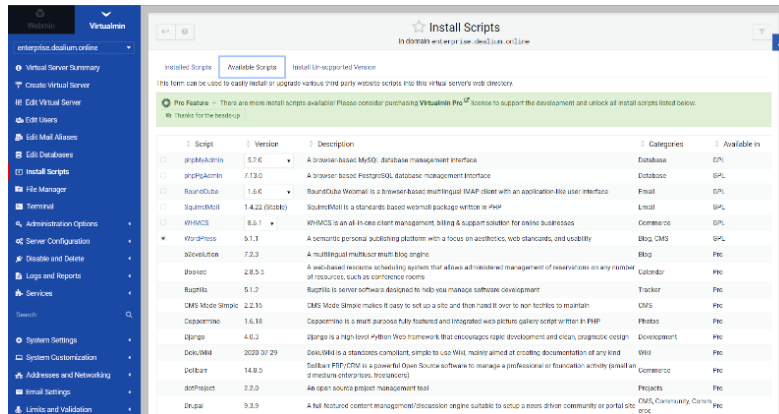 Webmin
Virtualmin
enterprise.dealium.online
Virtual Server Summary
Create Virtual Server
Edit Virtual Server
Edit Users
Edit Mail Aliases
Edit Databases
Install Scripts
File Manager
Terminal
Administration Options
Server Configuration
Disable and Delete
Logs and Reports
Services
Search
System Settings
System Customization
Addresses and Networking
Email Settings
Limits and Validation
Install Scripts
In domain enterprise.dealium.online
Installed Scripts Available Scripts Install Un-supported Version
This form can be used to easily install or upgrade various third party website scripts into this virtual server's web directory.
Pro Feature — There are more install scripts available! Please consider purchasing Virtualmin Pro license to support the development and unlock all install scripts listed below.
Thanks for the heads-up
Script Version Description Categories Available in
phpMyAdmin 5.2.0 A browser-based MySQL database management interface Database GPL
phpPgAdmin 7.13.0 A browser-based PostgreSQL database management interface Database GPL
RoundCube 1.6.0 RoundCube Webmail is a browser-based multilingual IMAP client with an application-like user interface Email GPL
SquirrelMail 1.4.22 (Stable) SquirrelMail is a standards based webmail package written in PHP Email GPL
WHMCS 8.6.1 WHMCS is an all-in-one client management, billing & support solution for online businesses Commerce GPL
WordPress 6.1.1 A semantic personal publishing platform with a focus on aesthetics, web standards, and usability Blog, CMS GPL
b2evolution 7.2.3 A multilingual multiuser multi-blog engine Blog Pro
Booked 2.8.5.5 A web-based resource scheduling system that allows administered management of reservations on any number Calendar Pro
of resources, such as conference rooms
Bugzilla 5.1.2 Bugzilla is server software designed to help you manage software development Tracker Pro
CMS Made Simple 2.2.16 CMS Made Simple makes it easy to set up a site and then hand it over to non-techies to maintain CMS Pro
Coppermine 1.6.18 Coppermine is a multi-purpose fully-featured and integrated web picture gallery script written in PHP Photos Pro
Django 4.0.3 Django is a high-level Python Web framework that encourages rapid development and clean, pragmatic design Development Pro
DokuWiki 2020-07-29 DokuWiki is a standards compliant, simple to use Wiki, mainly aimed at creating documentation of any kind Wiki Pro
Dolibarr 14.0.5 Dolibarr ERP/CRM is a powerful Open Source software to manage a professional or foundation activity (small an Commerce Pro
d medium enterprises, freelancers)
dotProject 2.2.0 An open source project management tool Projects Pro
Drupal 9.3.9 A full-featured content management/discussion engine suitable to setup a news-driven community or portal site CMS, Community, Comm Pro
erce